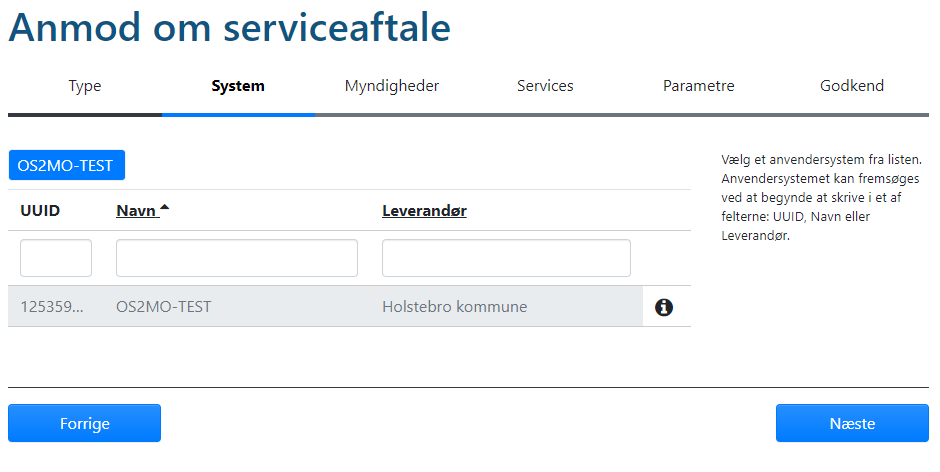 Anmod om serviceaftale
Type System Myndigheder Services Parametre Godkend
OS2MO-TEST
UUID Navn Leverandør
125359... OS2MO-TEST Holstebro kommune
Vælg et anvendersystem fra listen.
Anvendersystemet kan fremsøges
ved at begynde at skrive i et af
felterne: UUID, Navn eller
Leverandør.
Forrige Næste